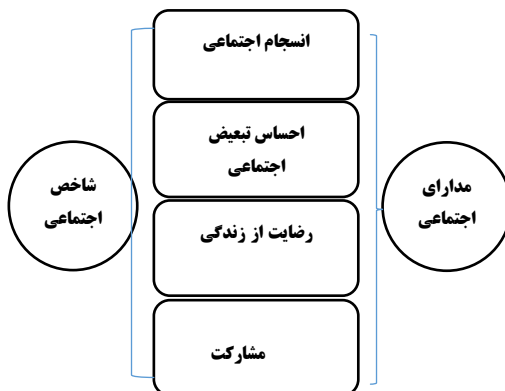 انسجام اجتماعی
احساس تبعیض
اجتماعی
رضایت از زندگی
مشارکت
مدارای
اجتماعی
شاخص
اجتماعی